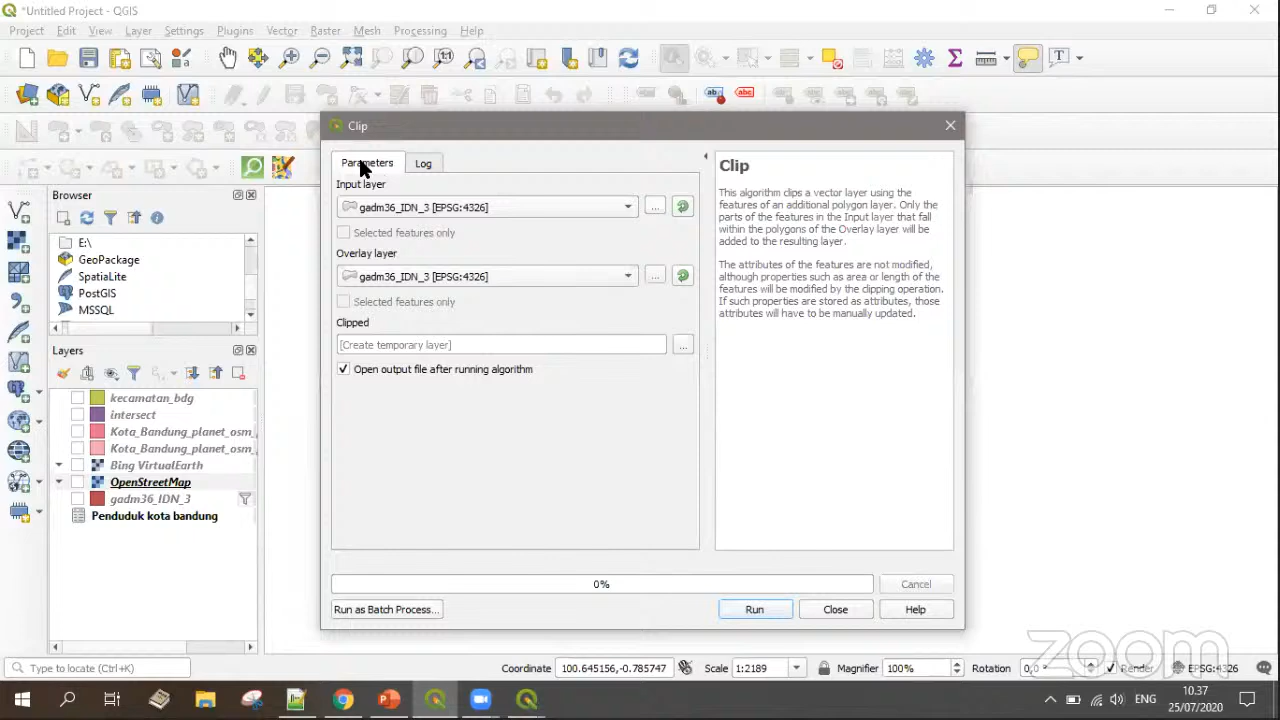 *Untitled Project - QGIS
Project Edit View Layer Settings Plugins Vector Raster Mesh Processing Help
Clip
Parameters
Log
Input layer
gadm36_IDN_3 [EPSG:4326]
...
Selected features only
Overlay layer
gadm36_IDN_3 [EPSG:4326]
...
Selected features only
Clipped
[Create temporary layer]
...
Open output file after running algorithm
Clip
This algorithm clips a vector layer using the
features of an additional polygon layer. Only the
parts of the features in the Input layer that fall
within the polygons of the Overlay layer will be
added to the resulting layer.
The attributes of the features are not modified,
although properties such as area or length of the
features will be modified by the clipping operation.
If such properties are stored as attributes, those
attributes will have to be manually updated.
0%
Cancel
Run as Batch Process...
Run
Close
Help
Browser
E:\
GeoPackage
SpatiaLite
PostGIS
MSSQL
Layers
kecamatan_bdg
intersect
Kota_Bandung_planet_osm_
Kota_Bandung_planet_osm_
Bing VirtualEarth
OpenStreetMap
gadm36_IDN_3
Penduduk kota bandung
Type to locate (Ctrl+K)
Coordinate 100.645156,-0.785747
Scale 1:2189
Magnifier 100%
Rotation 0,0 °
Render
EPSG:4326
zoom
ENG
10.37
25/07/2020